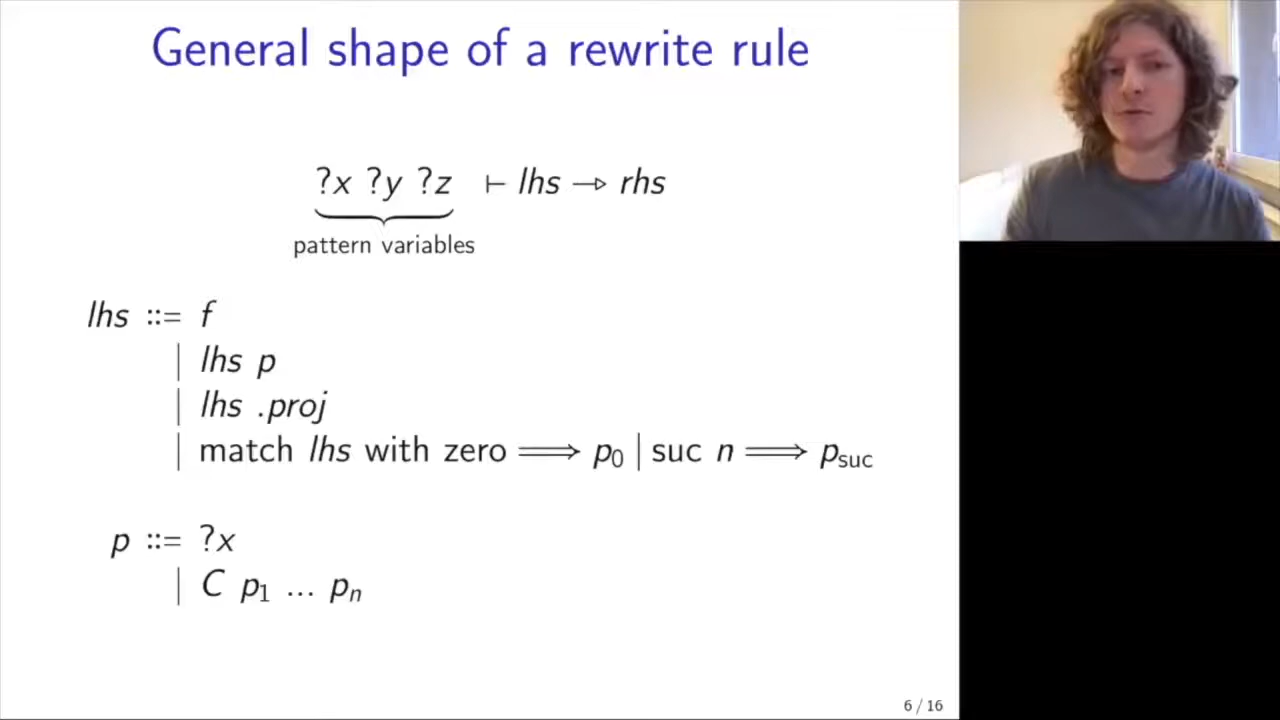 General shape of a rewrite rule
?x ?y ?z ⊢ lhs ⇾ rhs
pattern variables
lhs ::= f
| lhs p
| lhs .proj
| match lhs with zero ⟹ p₀ | suc n ⟹ p_suc
p ::= ?x
| C p₁ ... pₙ
6 / 16